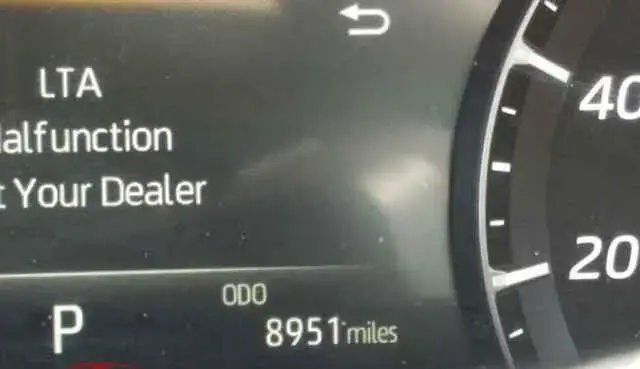 LTA
alfunction
t Your Dealer
40
20
ODO
P
8951 miles